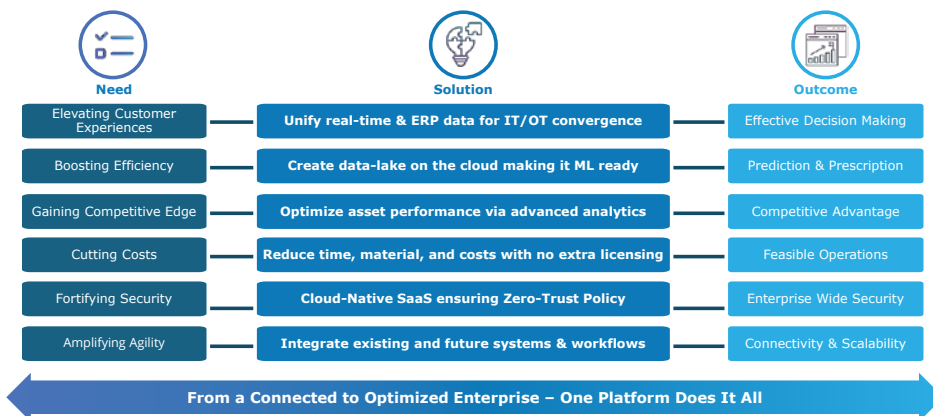 Need
Solution
Outcome
Elevating Customer
Experiences
Unify real-time & ERP data for IT/OT convergence
Effective Decision Making
Boosting Efficiency
Create data-lake on the cloud making it ML ready
Prediction & Prescription
Gaining Competitive Edge
Optimize asset performance via advanced analytics
Competitive Advantage
Cutting Costs
Reduce time, material, and costs with no extra licensing
Feasible Operations
Fortifying Security
Cloud-Native SaaS ensuring Zero-Trust Policy
Enterprise Wide Security
Amplifying Agility
Integrate existing and future systems & workflows
Connectivity & Scalability
From a Connected to Optimized Enterprise – One Platform Does It All